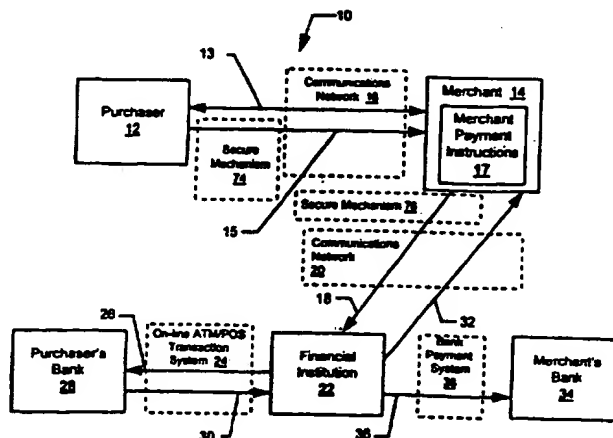 10
13
Purchaser
12
Communications
Network 16
Merchant 14
Merchant
Payment
Instructions
17
Secure
Mechanism
74
15
Secure Mechanism 76
Communications
Network
20
18
32
26
On-line ATM/POS
Transaction
System 24
Purchaser's
Bank
28
30
Financial
Institution
22
Bank
Payment
System
36
Merchant's
Bank
34